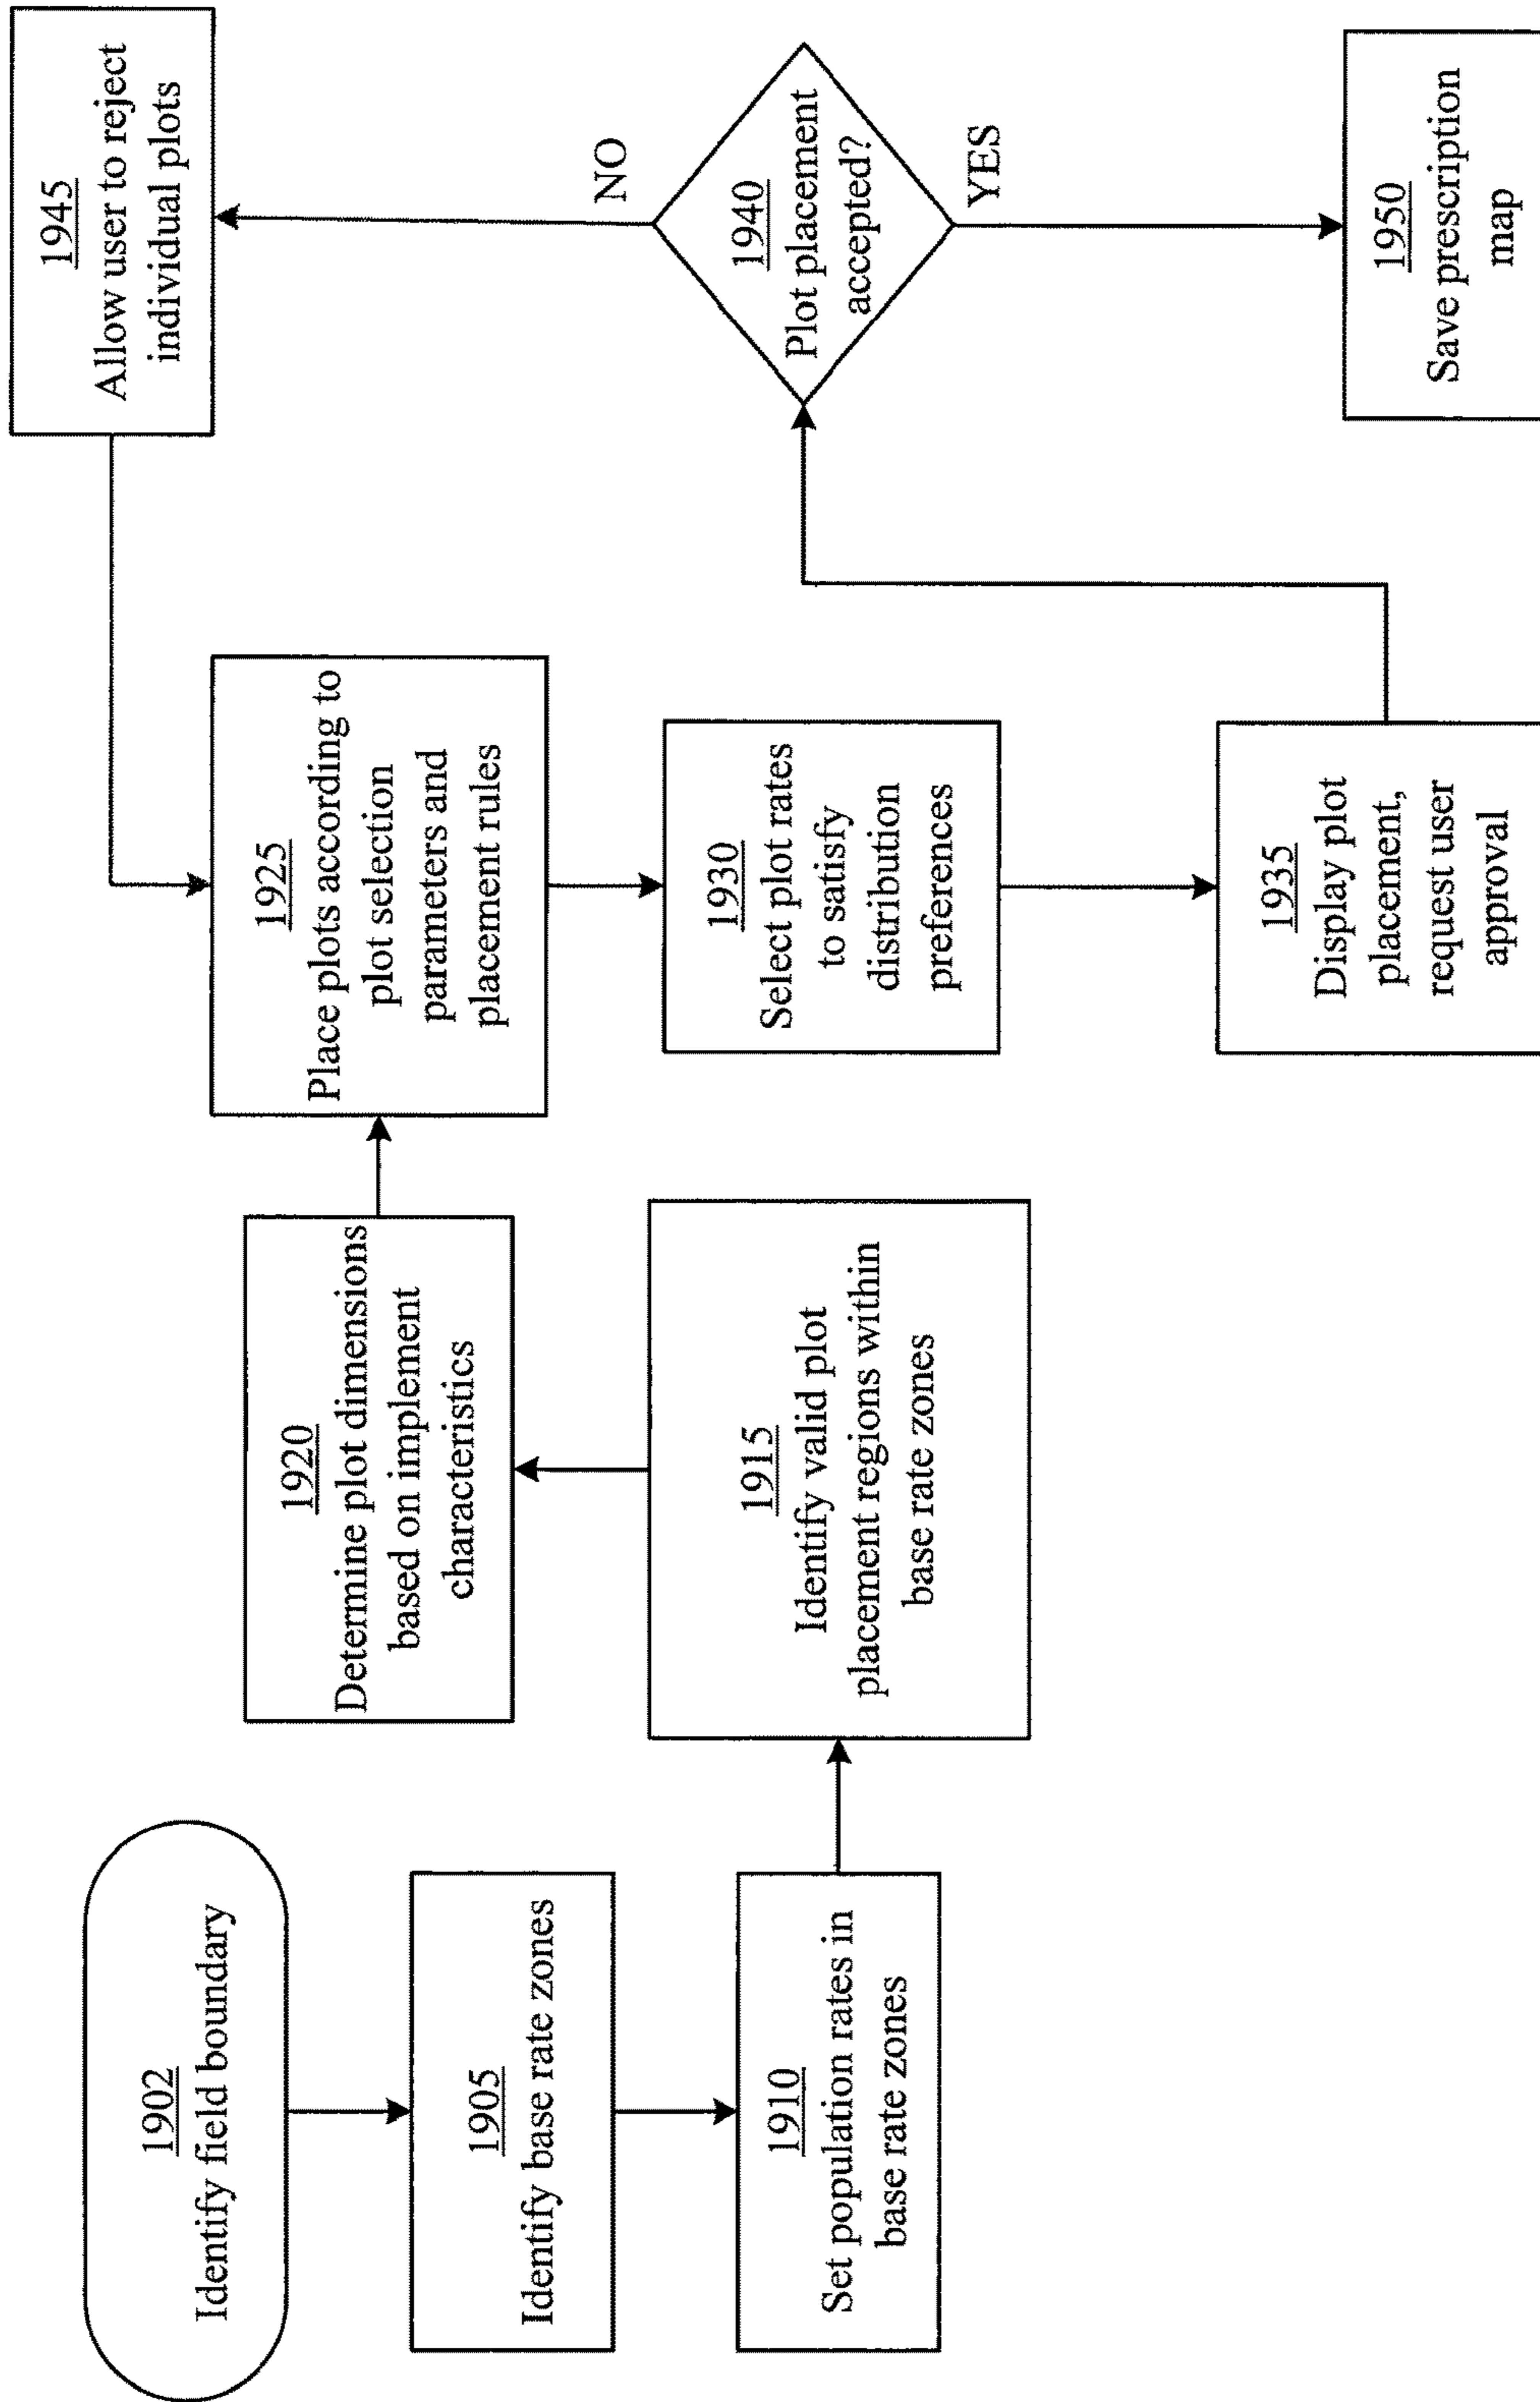 1902
Identify field boundary
1905
Identify base rate zones
1910
Set population rates in
base rate zones
1915
Identify valid plot
placement regions within
base rate zones
1920
Determine plot dimensions
based on implement
characteristics
1925
Place plots according to
plot selection
parameters and
placement rules
1930
Select plot rates
to satisfy
distribution
preferences
1935
Display plot
placement,
request user
approval
1940
Plot placement
accepted?
NO
YES
1945
Allow user to reject
individual plots
1950
Save prescription
map